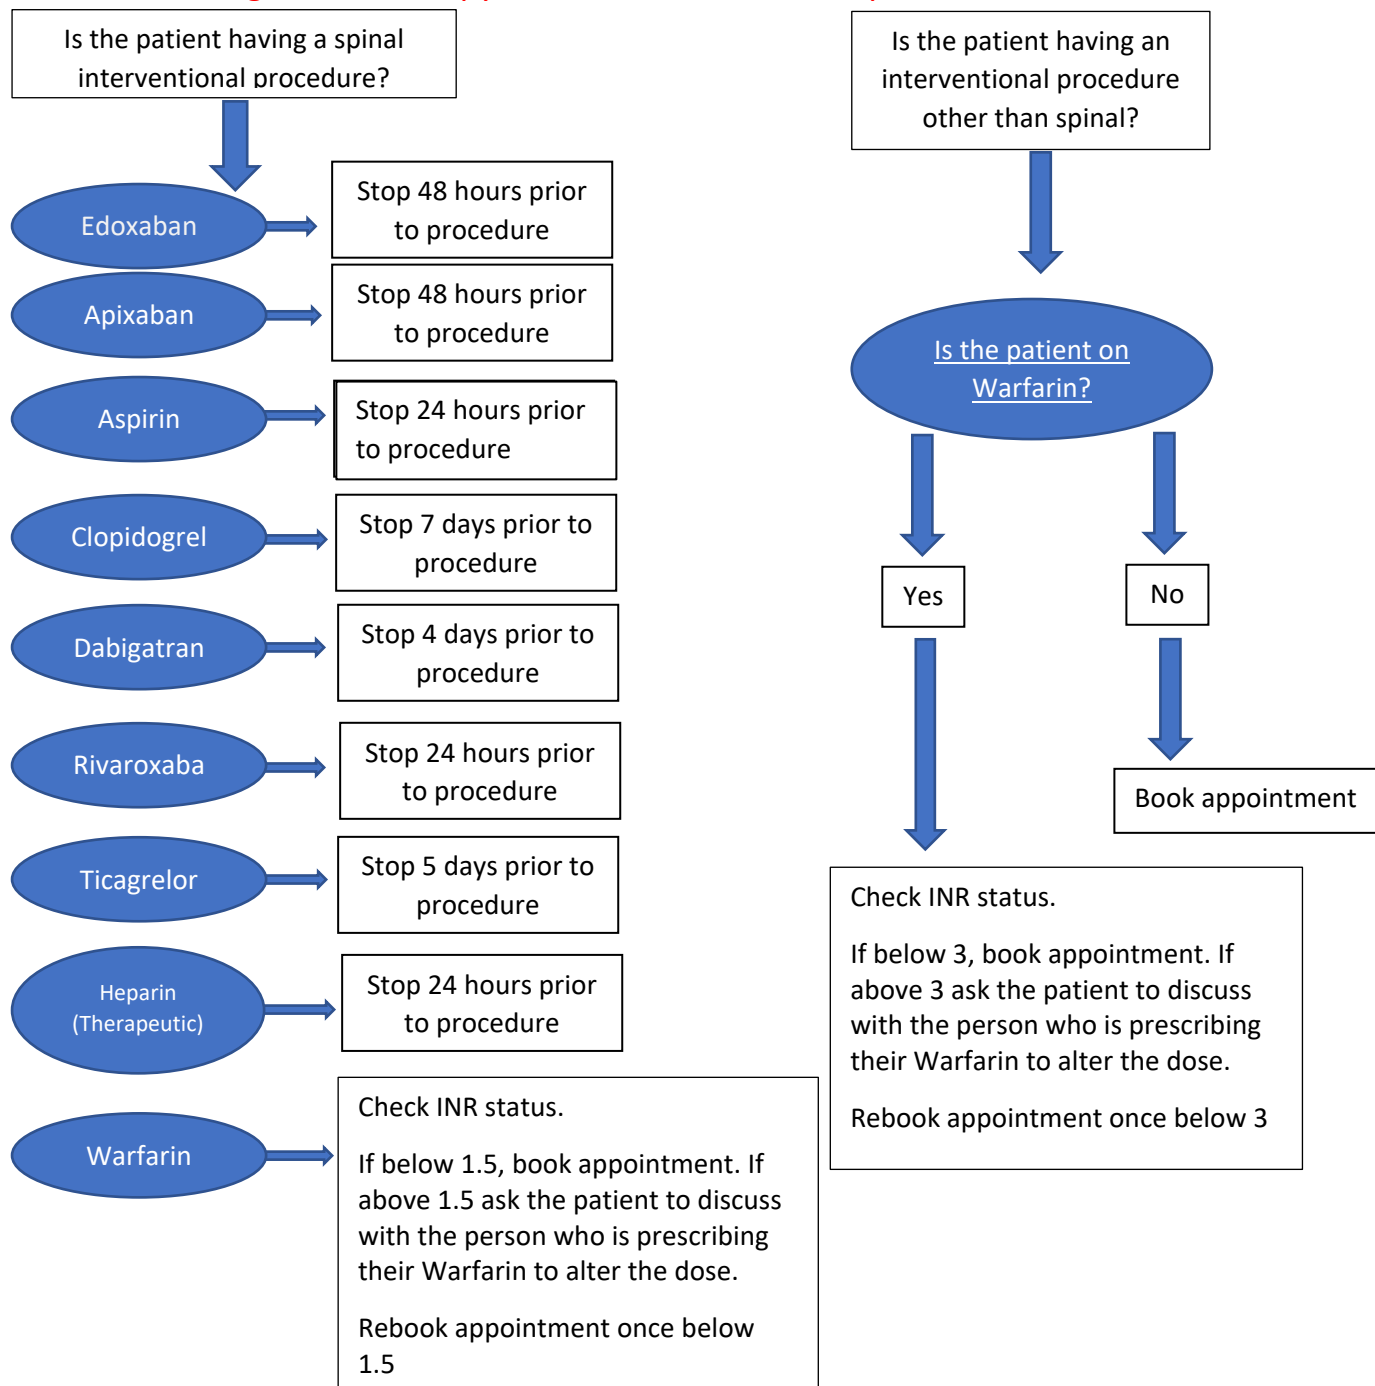 Is the patient having a spinal
interventional procedure?
Edoxaban
Stop 48 hours prior
to procedure
Apixaban
Stop 48 hours prior
to procedure
Aspirin
Stop 24 hours prior
to procedure
Clopidogrel
Stop 7 days prior to
procedure
Dabigatran
Stop 4 days prior to
procedure
Rivaroxaba
Stop 24 hours prior
to procedure
Ticagrelor
Stop 5 days prior to
procedure
Heparin
(Therapeutic)
Stop 24 hours prior
to procedure
Warfarin
Check INR status.
If below 1.5, book appointment. If
above 1.5 ask the patient to discuss
with the person who is prescribing
their Warfarin to alter the dose.
Rebook appointment once below
1.5
Is the patient having an
interventional procedure
other than spinal?
Is the patient on
Warfarin?
Yes
No
Book appointment
Check INR status.
If below 3, book appointment. If
above 3 ask the patient to discuss
with the person who is prescribing
their Warfarin to alter the dose.
Rebook appointment once below 3